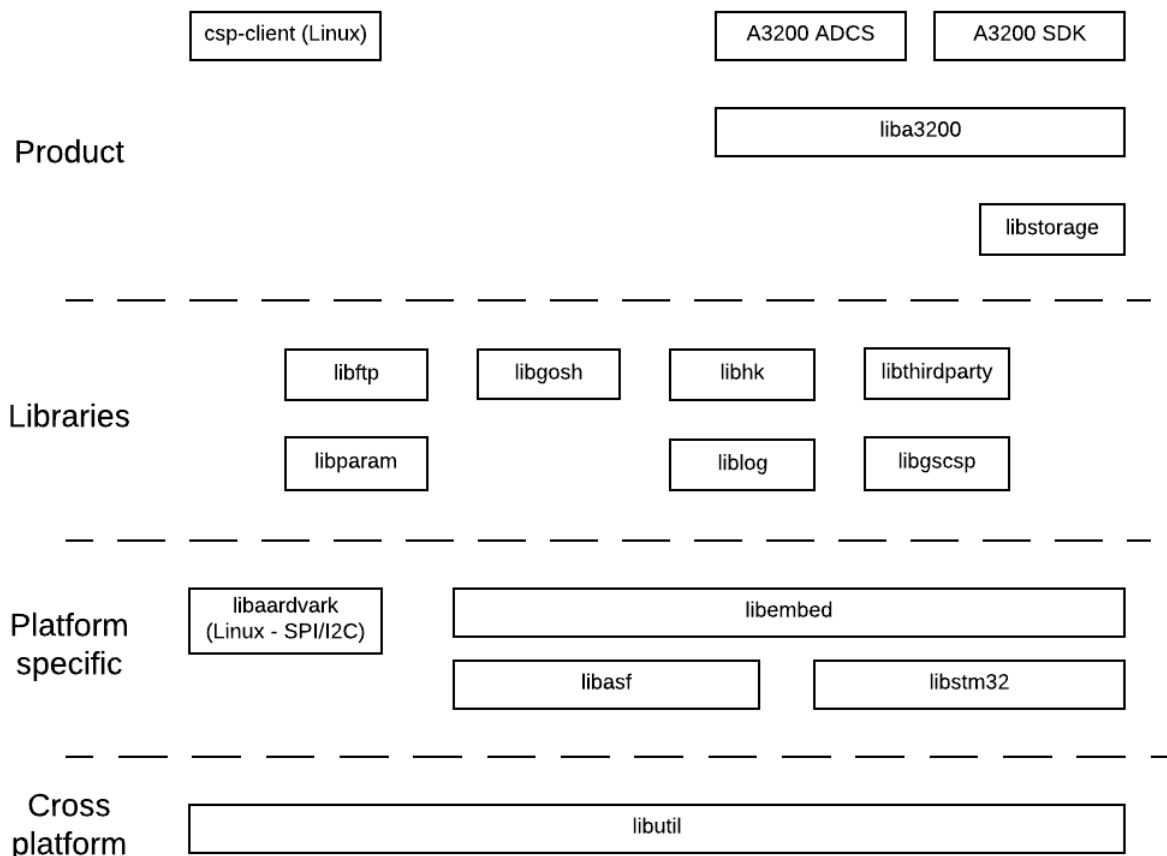 csp-client (Linux)
A3200 ADCS
A3200 SDK
Product
liba3200
libstorage
libftp
libgosh
libhk
libthirdparty
Libraries
libparam
liblog
libgscsp
Platform
specific
libaardvark
(Linux - SPI/I2C)
libembed
libasf
libstm32
Cross
platform
libutil